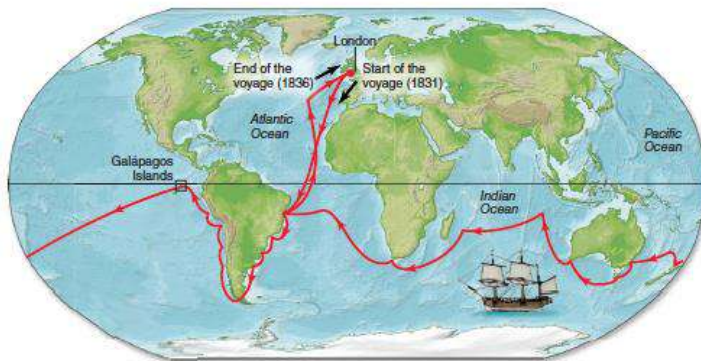 London
End of the
voyage (1836)
Start of the
voyage (1831)
Atlantic
Ocean
Pacific
Ocean
Galápagos
Islands
Indian
Ocean